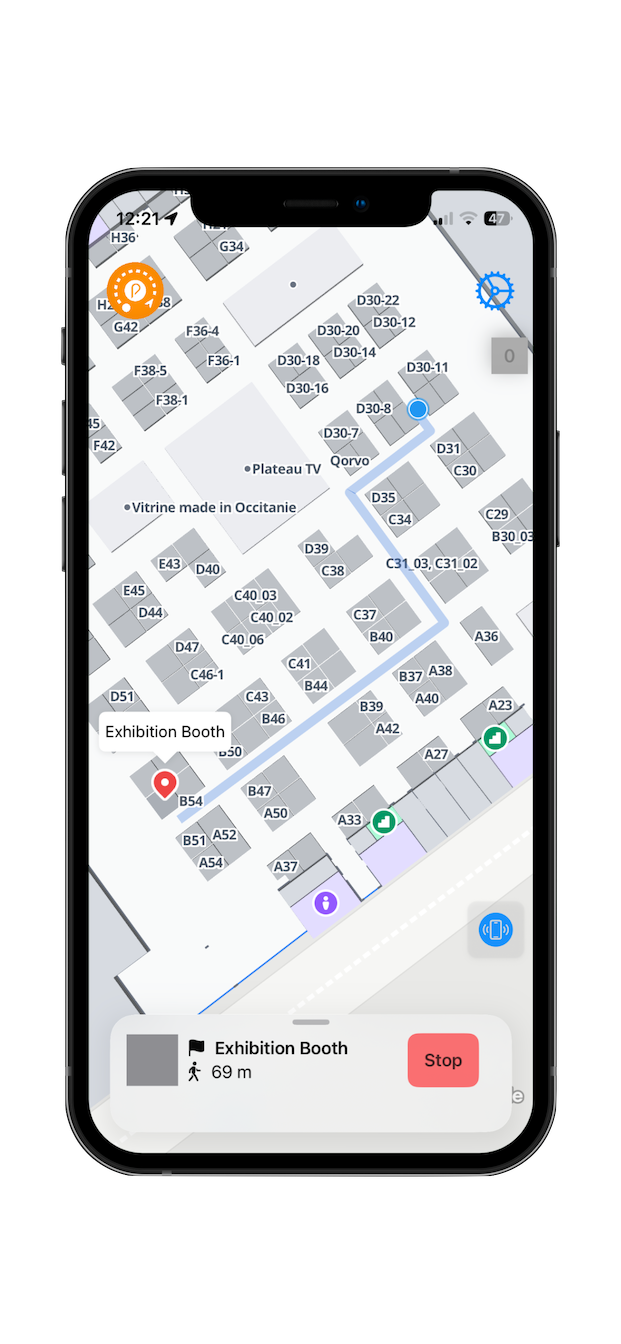 12:21
47
H36
G34
G42
D30-22
D30-12
D30-20
D30-14
F36-4
F36-1
D30-18
D30-16
D30-11
F38-5
F38-1
D30-8
F42
D30-7
D31
Qorvo
C30
Plateau TV
D35
C34
Vitrine made in Occitanie
C29
B30_03
D39
C38
C31_03, C31_02
E43
D40
E45
D44
C40_03
C40_02
C40_06
C37
B40
A36
D47
C46-1
C41
B44
B37
A38
A40
D51
C43
B46
B39
A42
A23
Exhibition Booth
B50
A27
B47
A50
B54
A33
B51
A52
A54
A37
0
P
Exhibition Booth
69 m
Stop